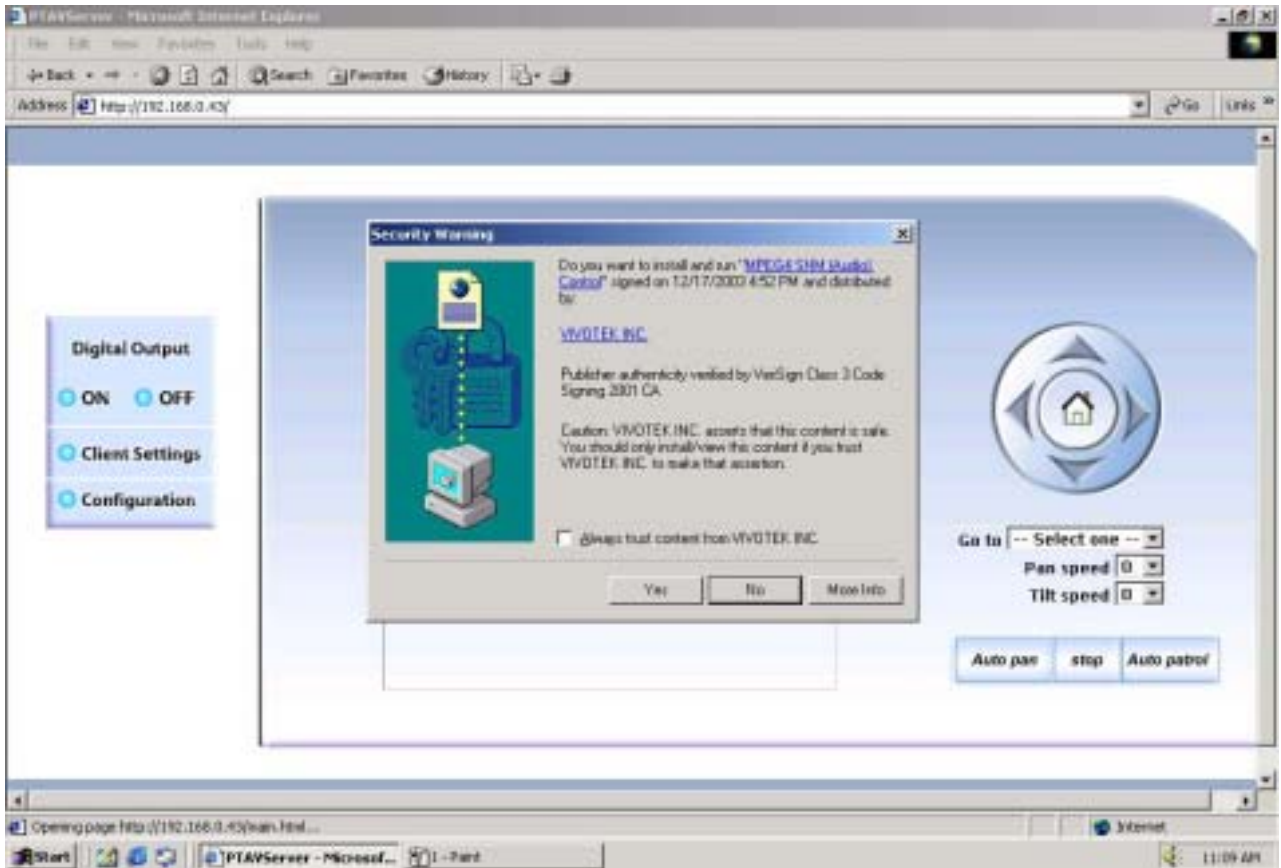 PTAVServer - Microsoft Internet Explorer
File Edit View Favorites Tools Help
Back Search Favorites History
Address http://192.168.0.43/ Go Links »
Security Warning
Do you want to install and run "MPEG4 (Audio)
Control" signed on 4:52 PM and distributed
by:
VIVOTEK INC.
Publisher authenticity verified by VeriSign Class 3 Code
Signing 2001 CA
Caution: VIVOTEK INC. asserts that this content is safe.
You should only install/view this content if you trust
VIVOTEK INC. to make that assertion.
Always trust content from VIVOTEK INC.
Yes No More Info
Digital Output
ON OFF
Client Settings
Configuration
Go to -- Select one --
Pan speed 0
Tilt speed 0
Auto pan stop Auto patrol
Opening page http://192.168.0.43/main.html... Internet
Start PTAVServer - Microsof... 1 - Paint 11:09 AM